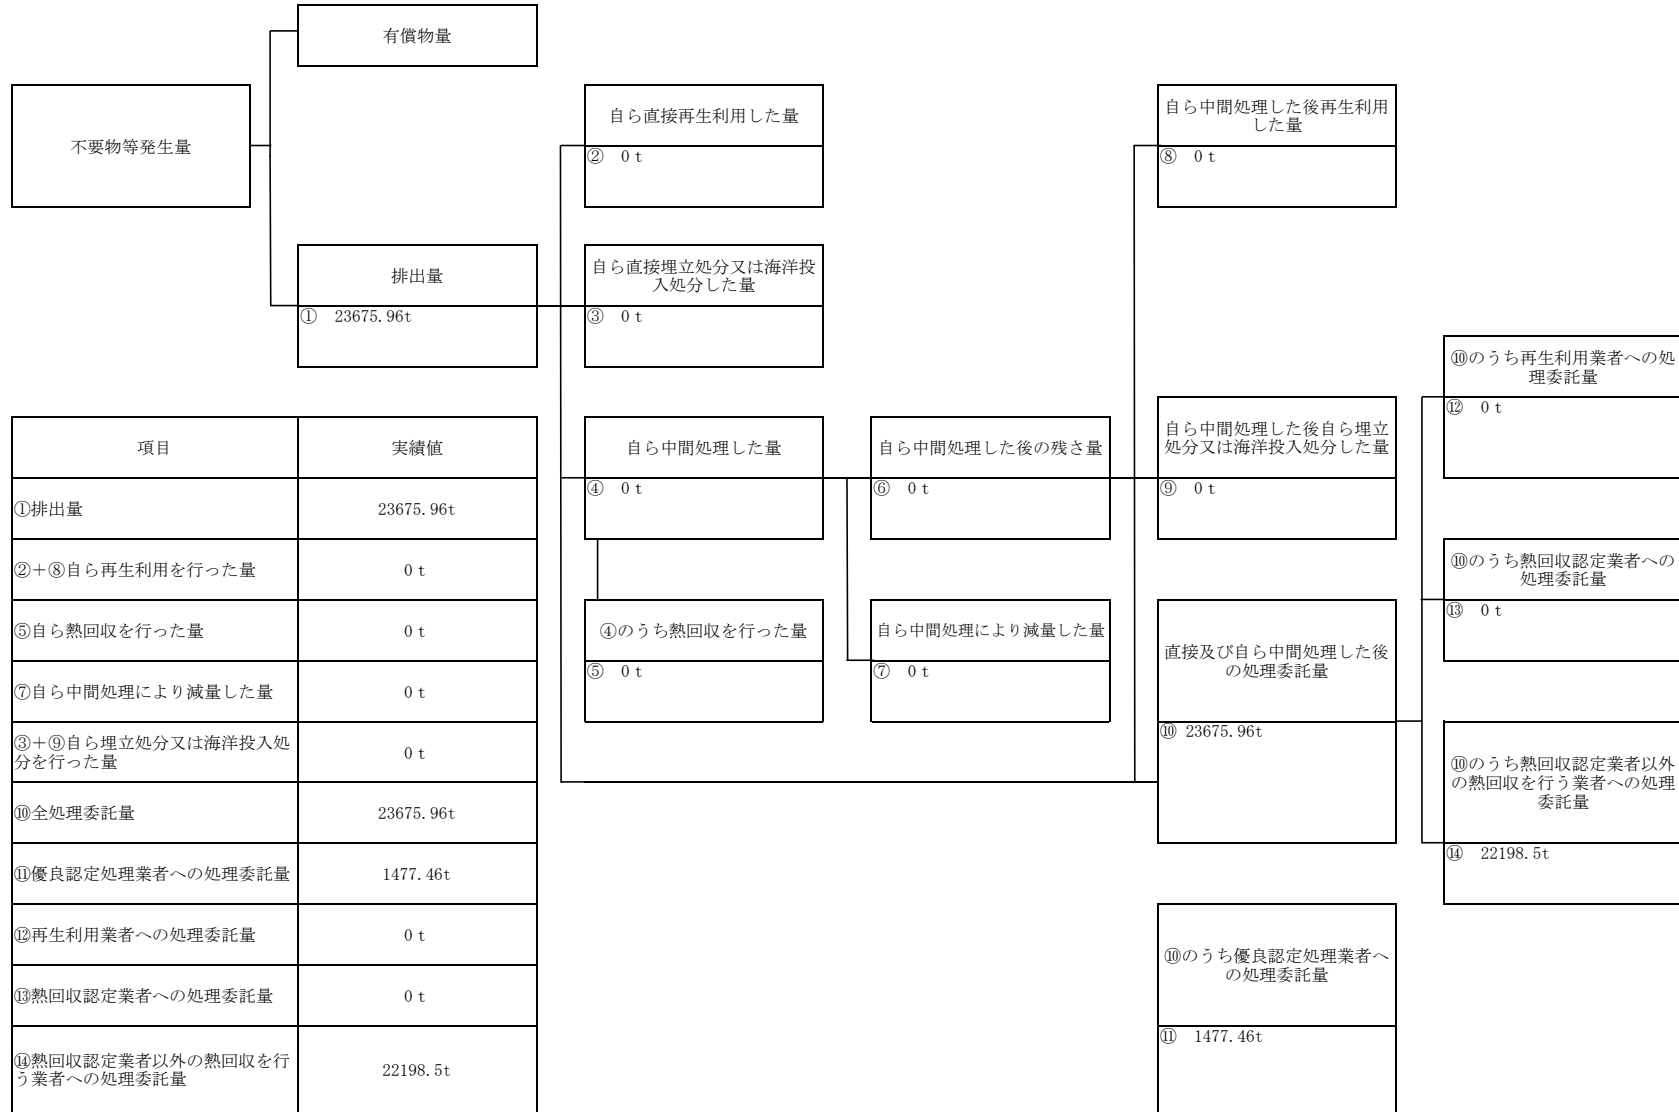 有償物量
不要物等発生量
自ら直接再生利用した量
② 0 t
自ら中間処理した後再生利用
した量
⑧ 0 t
排出量
① 23675.96t
自ら直接埋立処分又は海洋投
入処分した量
③ 0 t
自ら中間処理した量
④ 0 t
自ら中間処理した後の残さ量
⑥ 0 t
自ら中間処理した後自ら埋立
処分又は海洋投入処分した量
⑨ 0 t
⑩のうち再生利用業者への処
理委託量
⑫ 0 t
④のうち熱回収を行った量
⑤ 0 t
自ら中間処理により減量した量
⑦ 0 t
直接及び自ら中間処理した後
の処理委託量
⑩ 23675.96t
⑩のうち熱回収認定業者への
処理委託量
⑬ 0 t
⑩のうち熱回収認定業者以外
の熱回収を行う業者への処理
委託量
⑭ 22198.5t
⑩のうち優良認定処理業者へ
の処理委託量
⑪ 1477.46t
項目 実績値
①排出量 23675.96t
②＋⑧自ら再生利用を行った量 0 t
⑤自ら熱回収を行った量 0 t
⑦自ら中間処理により減量した量 0 t
③＋⑨自ら埋立処分又は海洋投入処
分を行った量 0 t
⑩全処理委託量 23675.96t
⑪優良認定処理業者への処理委託量 1477.46t
⑫再生利用業者への処理委託量 0 t
⑬熱回収認定業者への処理委託量 0 t
⑭熱回収認定業者以外の熱回収を行
う業者への処理委託量 22198.5t